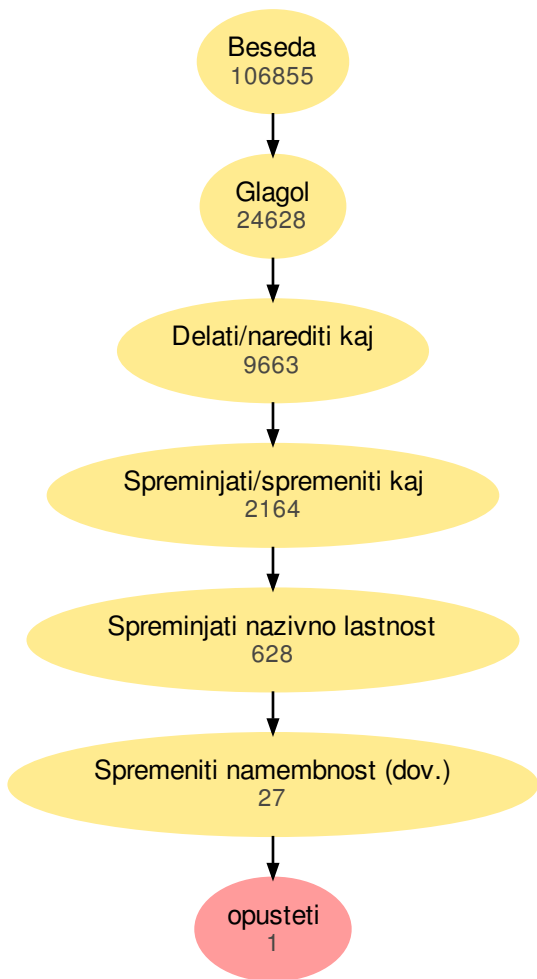 Beseda
106855
Glagol
24628
Delati/narediti kaj
9663
Spreminjati/spremeniti kaj
2164
Spreminjati nazivno lastnost
628
Spremeniti namembnost (dov.)
27
opusteti
1